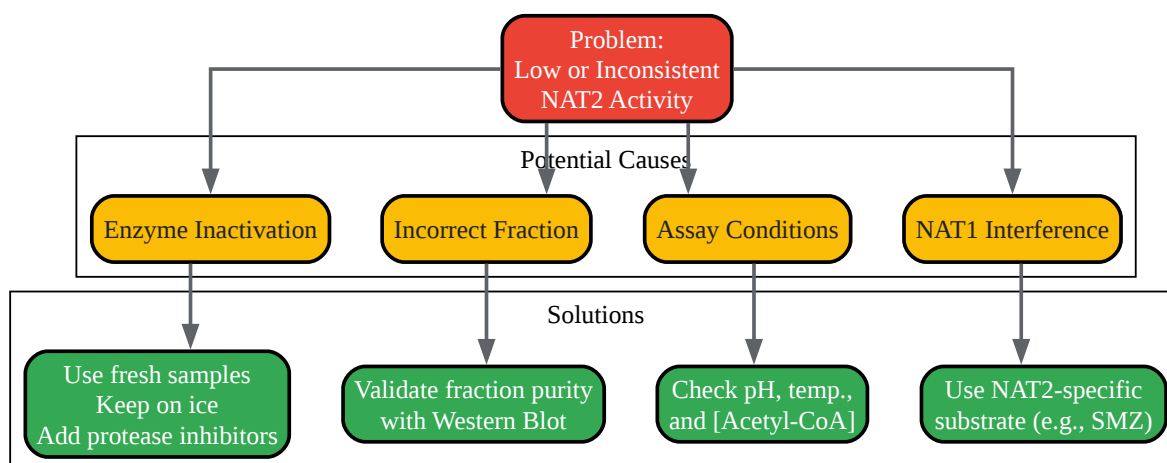 Problem:
Low or Inconsistent
NAT2 Activity
Potential Causes
Enzyme Inactivation
Incorrect Fraction
Assay Conditions
NAT1 Interference
Solutions
Use fresh samples
Keep on ice
Add protease inhibitors
Validate fraction purity
with Western Blot
Check pH, temp.,
and [Acetyl-CoA]
Use NAT2-specific
substrate (e.g., SMZ)